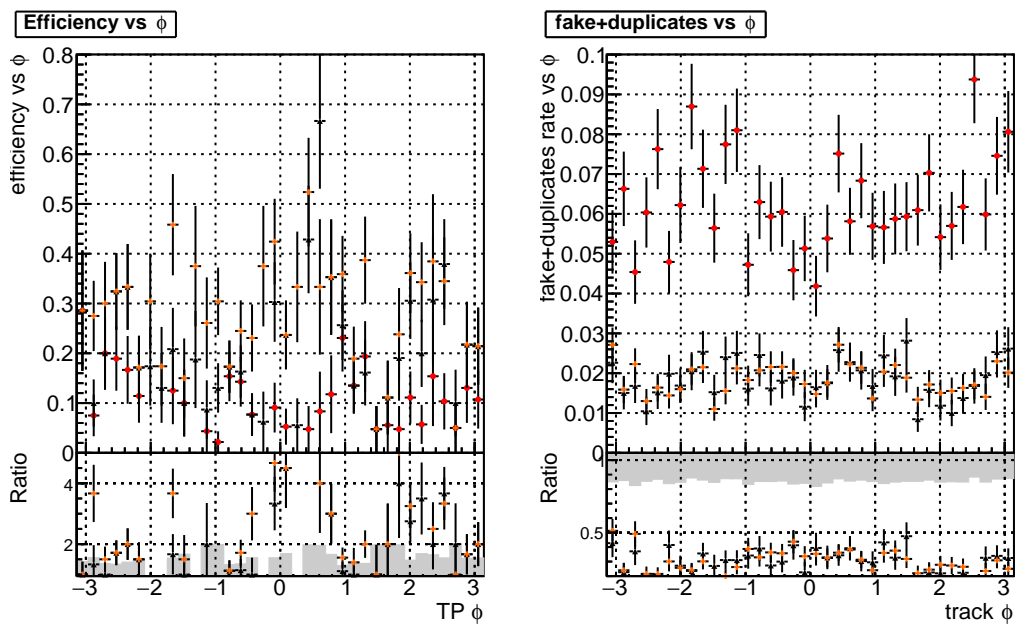 Efficiency vs ϕ
efficiency vs ϕ
0.8
0.7
0.6
0.5
0.4
0.3
0.2
0.1
0
Ratio
4
2
−3 −2 −1 0 1 2 3
TP ϕ
fake+duplicates vs ϕ
fake+duplicates rate vs ϕ
0.1
0.09
0.08
0.07
0.06
0.05
0.04
0.03
0.02
0.01
0
Ratio
1
0.5
−3 −2 −1 0 1 2 3
track ϕ